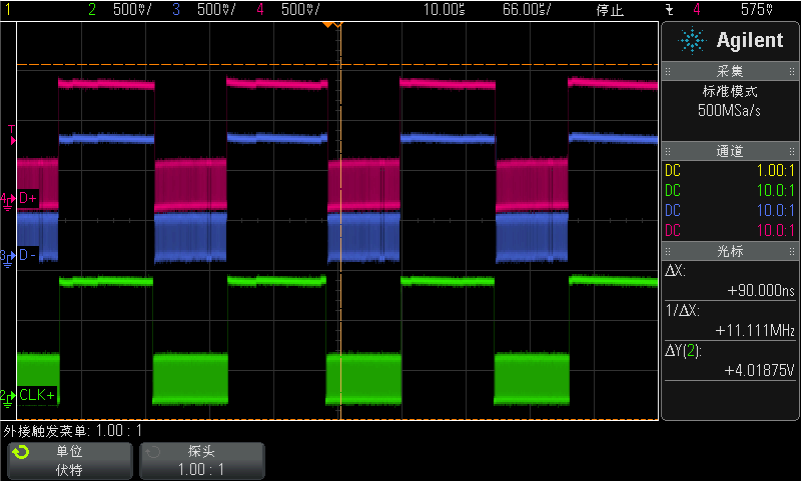 1 2 500mV/ 3 500mV/ 4 500mV/ 10.00µs 66.00s/ 停止 4 575mV
Agilent
采集
标准模式
500MSa/s
通道
DC 1.00:1
DC 10.0:1
DC 10.0:1
DC 10.0:1
光标
ΔX:
+90.000ns
1/ΔX:
+11.111MHz
ΔY(2):
+4.01875V
T
4 D+
3 D-
2 CLK+
外接触发菜单: 1.00 : 1
单位
伏特
探头
1.00 : 1